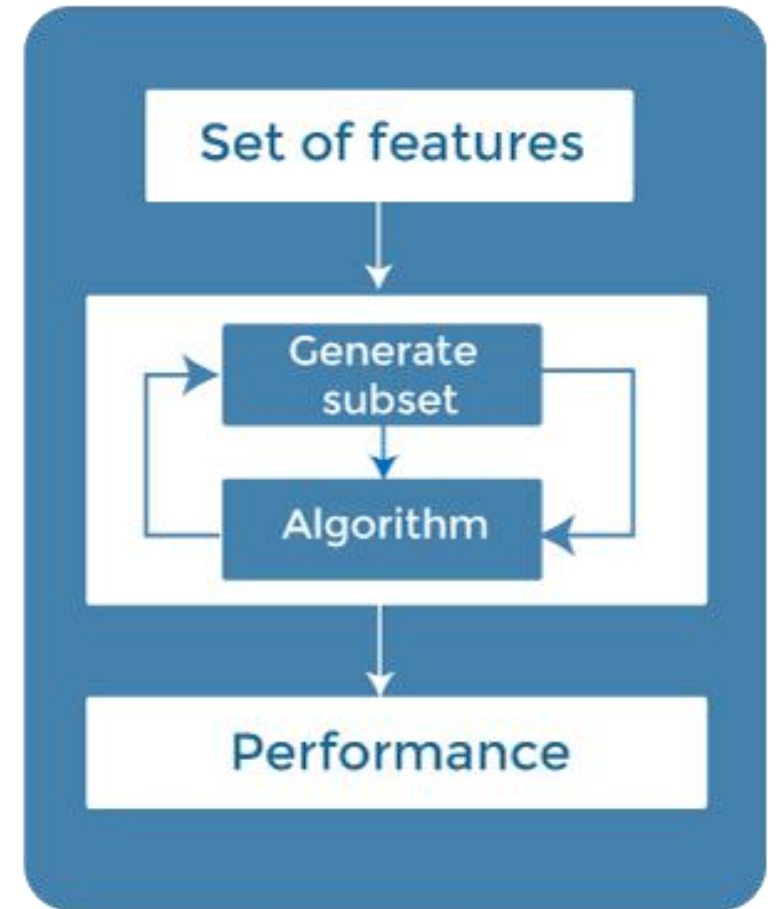 Set of features
Generate
subset
Algorithm
Performance